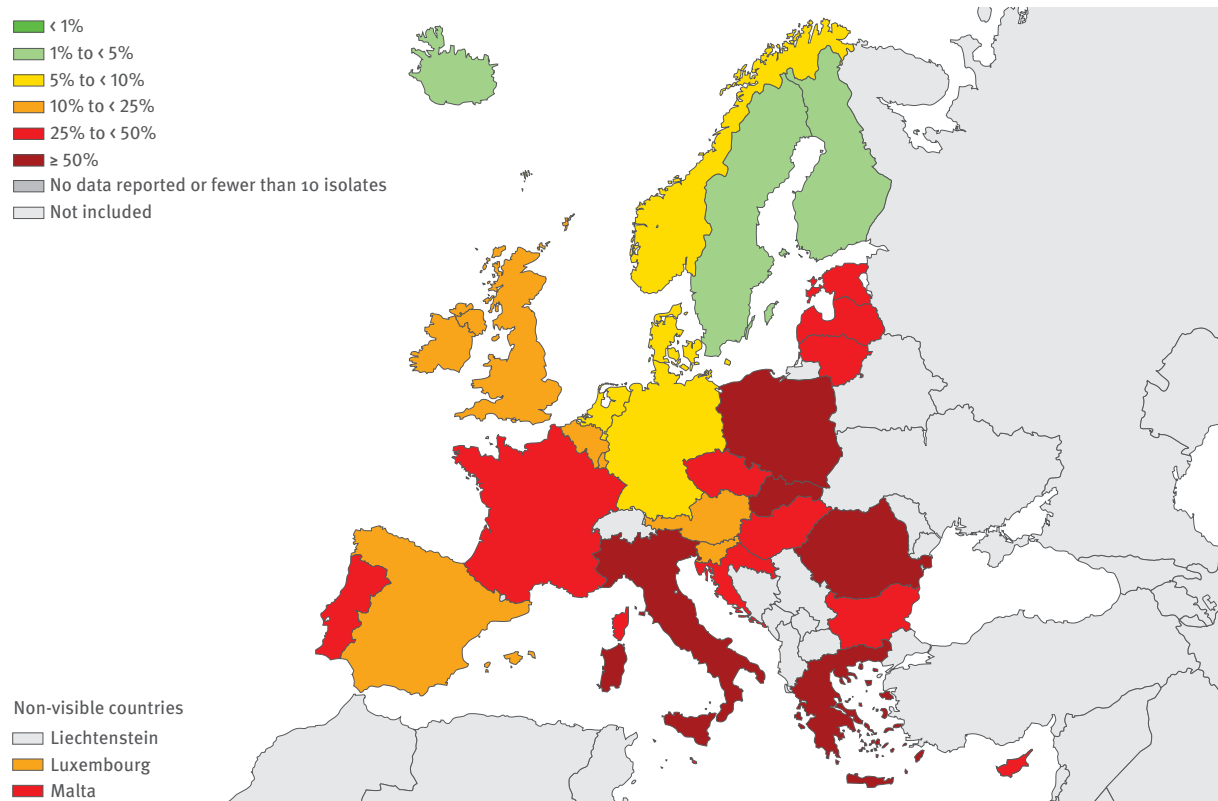 < 1%
1% to < 5%
5% to < 10%
10% to < 25%
25% to < 50%
≥ 50%
No data reported or fewer than 10 isolates
Not included
Non-visible countries
Liechtenstein
Luxembourg
Malta